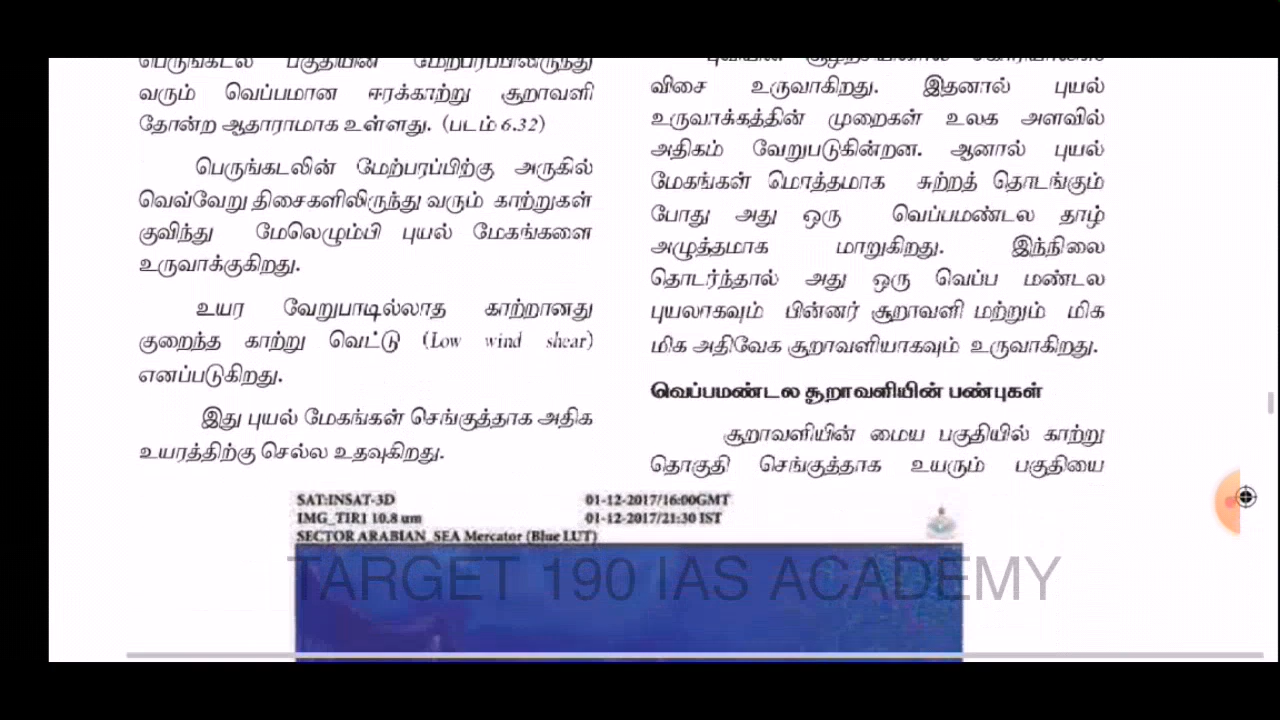 பெருங்கடல் பகுதியின் மேற்பரப்பிலிருந்து
வரும் வெப்பமான ஈரக்காற்று சூறாவளி
தோன்ற ஆதாராமாக உள்ளது. (படம் 6.32)
பெருங்கடலின் மேற்பரப்பிற்கு அருகில்
வெவ்வேறு திசைகளிலிருந்து வரும் காற்றுகள்
குவிந்து மேலெழும்பி புயல் மேகங்களை
உருவாக்குகிறது.
உயர வேறுபாடில்லாத காற்றானது
குறைந்த காற்று வெட்டு (Low wind shear)
எனப்படுகிறது.
இது புயல் மேகங்கள் செங்குத்தாக அதிக
உயரத்திற்கு செல்ல உதவுகிறது.
விசை உருவாகிறது. இதனால் புயல்
உருவாக்கத்தின் முறைகள் உலக அளவில்
அதிகம் வேறுபடுகின்றன. ஆனால் புயல்
மேகங்கள் மொத்தமாக சுற்றத் தொடங்கும்
போது அது ஒரு வெப்பமண்டல தாழ்
அழுத்தமாக மாறுகிறது. இந்நிலை
தொடர்ந்தால் அது ஒரு வெப்ப மண்டல
புயலாகவும் பின்னர் சூறாவளி மற்றும் மிக
மிக அதிவேக சூறாவளியாகவும் உருவாகிறது.
வெப்பமண்டல சூறாவளியின் பண்புகள்
சூறாவளியின் மைய பகுதியில் காற்று
தொகுதி செங்குத்தாக உயரும் பகுதியை
SAT:INSAT-3D
IMG_TIR1 10.8 um
SECTOR ARABIAN_SEA Mercator (Blue LUT)
01-12-2017/16:00GMT
01-12-2017/21:30 IST
TARGET 190 IAS ACADEMY